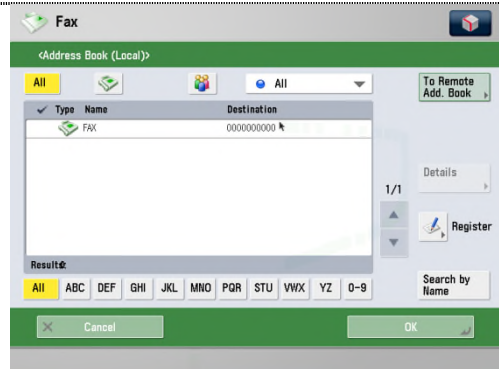 Fax
<Address Book (Local)>
All
All
To Remote
Add. Book
Type Name Destination
FAX 0000000000
1/1
Details
Register
All ABC DEF GHI JKL MNO PQR STU VWX YZ 0-9
Search by
Name
Cancel
OK